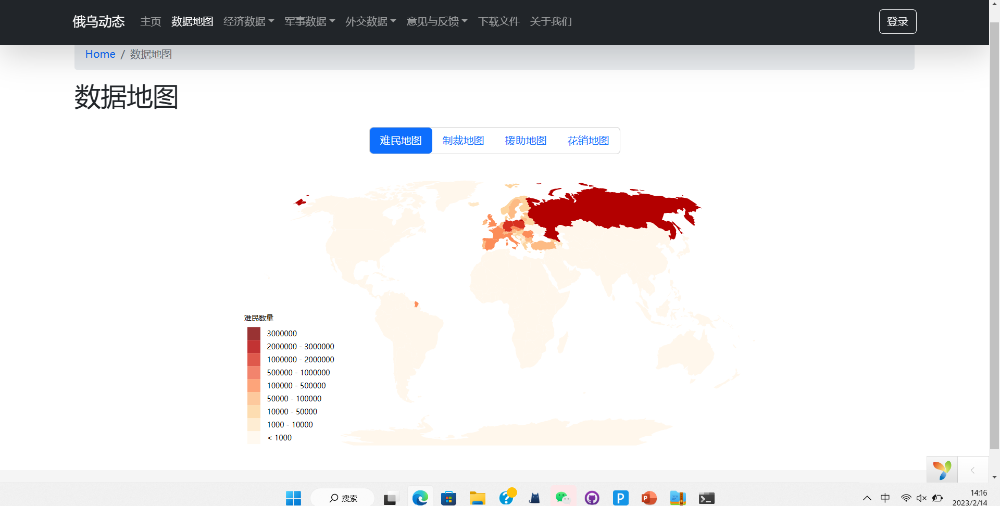 俄乌动态 主页 数据地图 经济数据 军事数据 外交数据 意见与反馈 下载文件 关于我们 登录
Home / 数据地图
数据地图
难民地图 制裁地图 援助地图 花销地图
难民数量
3000000
2000000 - 3000000
1000000 - 2000000
500000 - 1000000
100000 - 500000
50000 - 100000
10000 - 50000
1000 - 10000
< 1000
搜索
中
14:16
2023/2/14